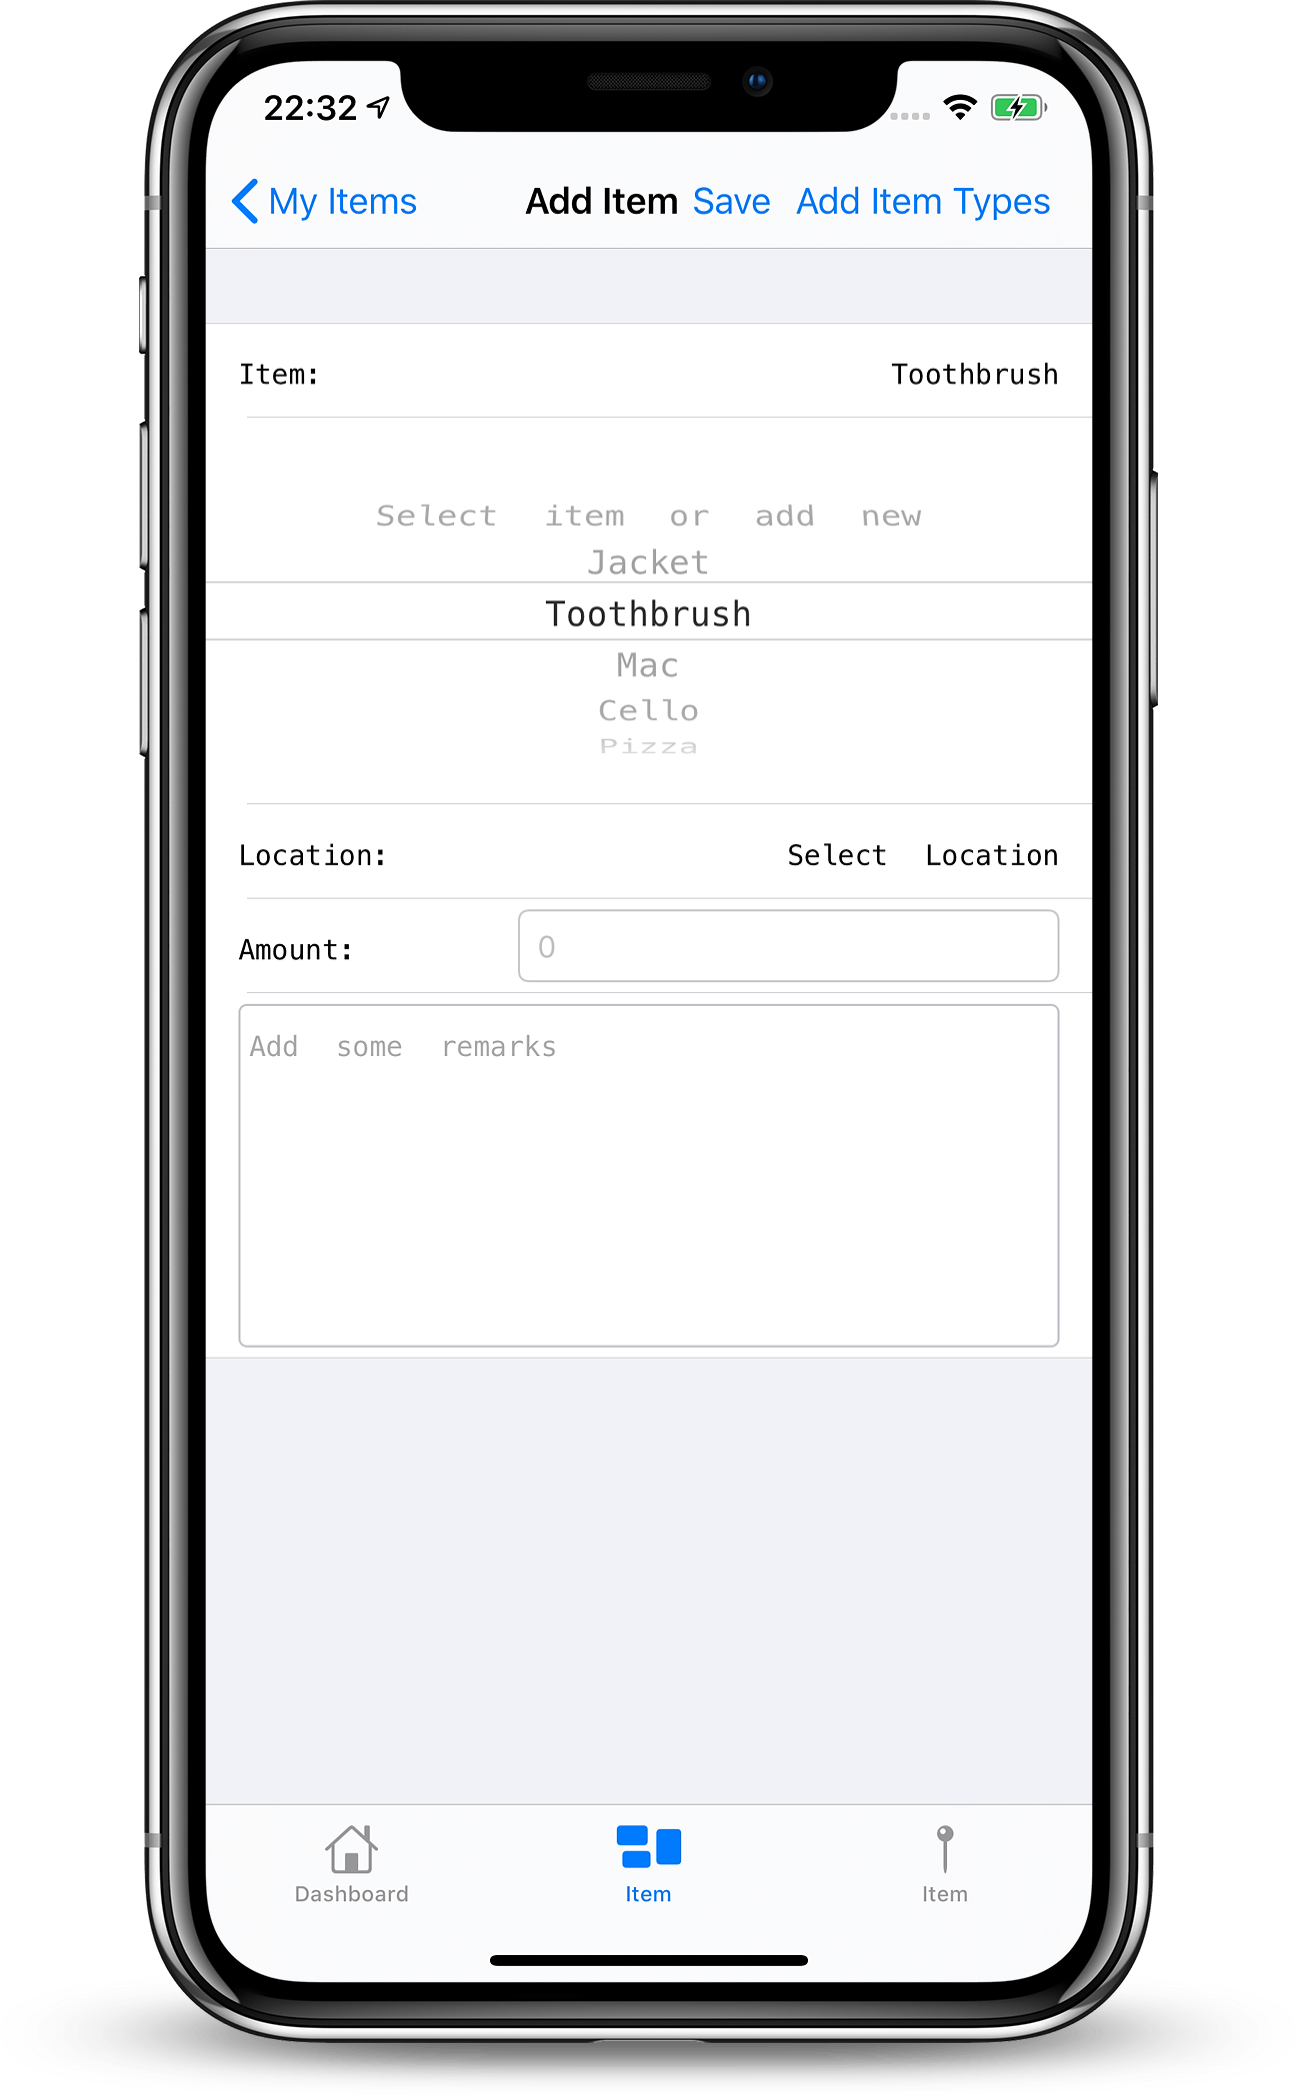 22:32
My Items Add Item Save Add Item Types
Item: Toothbrush
Select item or add new
Jacket
Toothbrush
Mac
Cello
Pizza
Location: Select Location
Amount: 0
Add some remarks
Dashboard Item Item